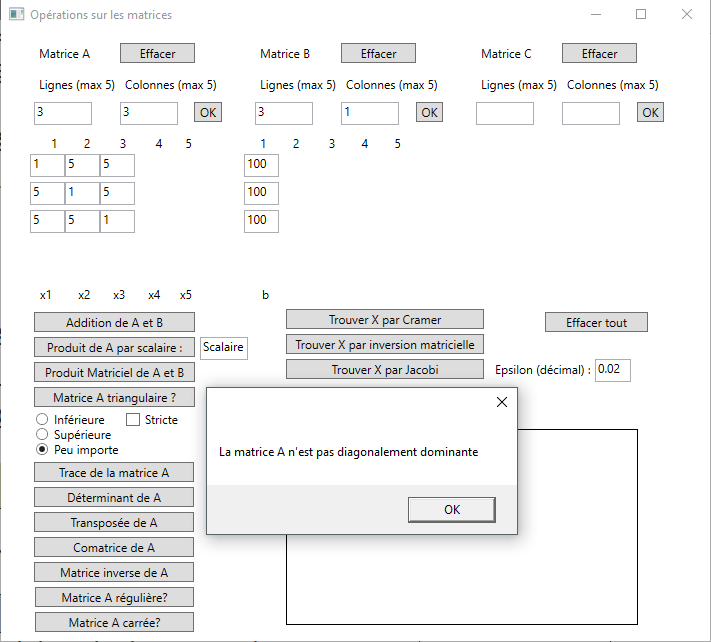 Opérations sur les matrices
Matrice A Effacer Matrice B Effacer Matrice C Effacer
Lignes (max 5) Colonnes (max 5) Lignes (max 5) Colonnes (max 5) Lignes (max 5) Colonnes (max 5)
3 3 OK 3 1 OK OK
1 2 3 4 5 1 2 3 4 5
1 5 5 100
5 1 5 100
5 5 1 100
x1 x2 x3 x4 x5 b
Addition de A et B Trouver X par Cramer Effacer tout
Produit de A par scalaire : Scalaire Trouver X par inversion matricielle
Produit Matriciel de A et B Trouver X par Jacobi Epsilon (décimal) : 0.02
Matrice A triangulaire ?
Inférieure Stricte
Supérieure
Peu importe
La matrice A n'est pas diagonalement dominante
OK
Trace de la matrice A
Déterminant de A
Transposée de A
Comatrice de A
Matrice inverse de A
Matrice A régulière?
Matrice A carrée?